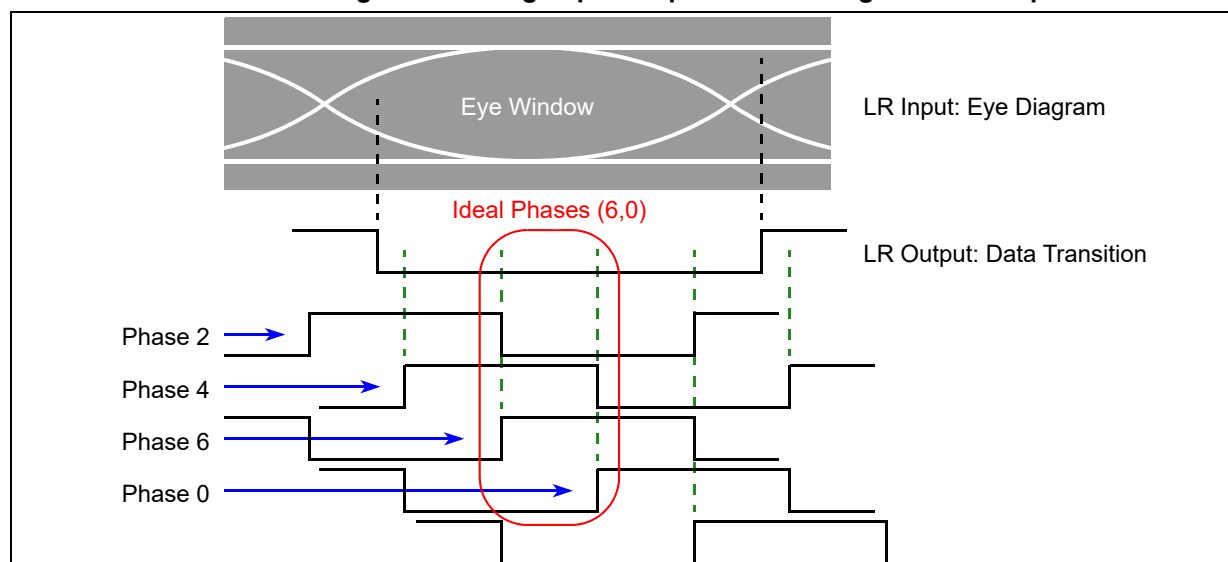 Eye Window
LR Input: Eye Diagram
Ideal Phases (6,0)
LR Output: Data Transition
Phase 2
Phase 4
Phase 6
Phase 0